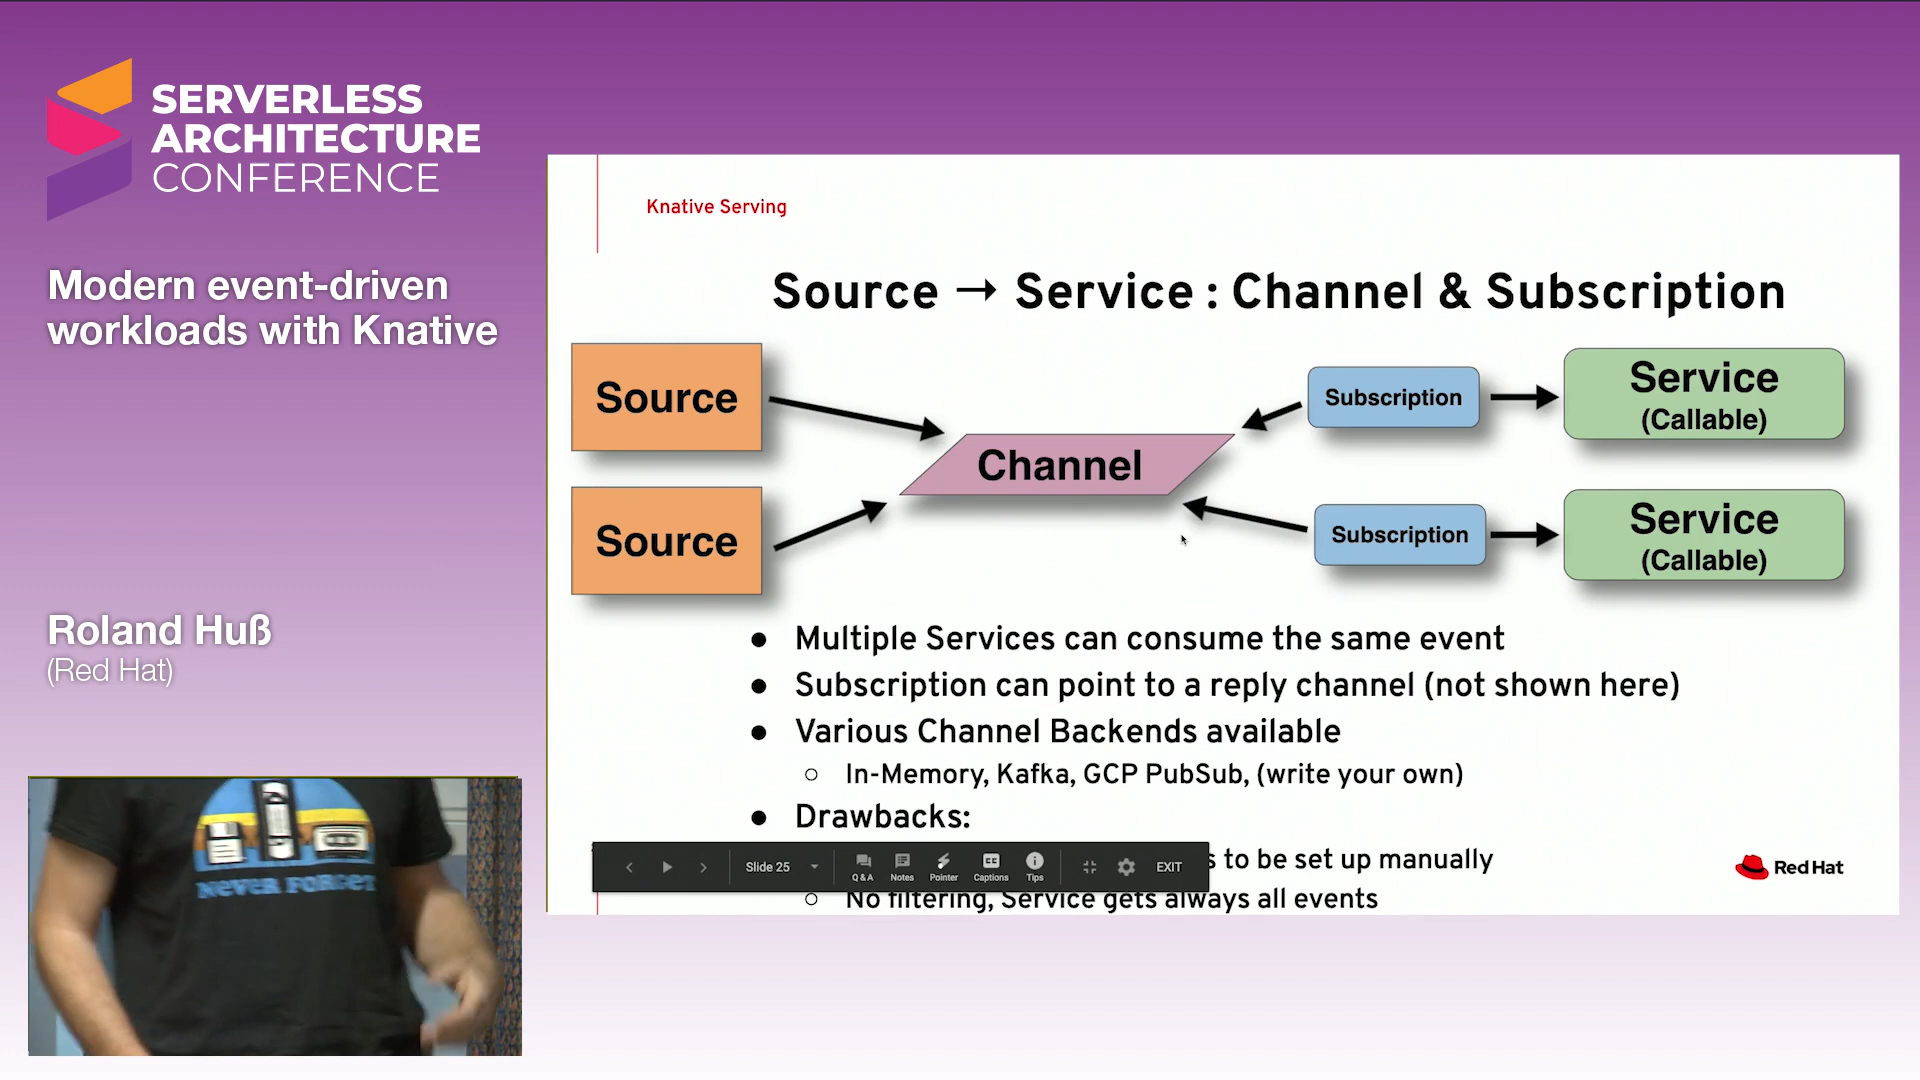 SERVERLESS
ARCHITECTURE
CONFERENCE
Modern event-driven
workloads with Knative
Roland Huß
(Red Hat)
NEVER FORGET
Knative Serving
Source → Service : Channel & Subscription
Source
Source
Channel
Subscription
Subscription
Service
(Callable)
Service
(Callable)
● Multiple Services can consume the same event
● Subscription can point to a reply channel (not shown here)
● Various Channel Backends available
○ In-Memory, Kafka, GCP PubSub, (write your own)
● Drawbacks:
to be set up manually
○ No filtering, Service gets always all events
Slide 25
Q & A
Notes
Pointer
CC
Captions
Tips
EXIT
Red Hat